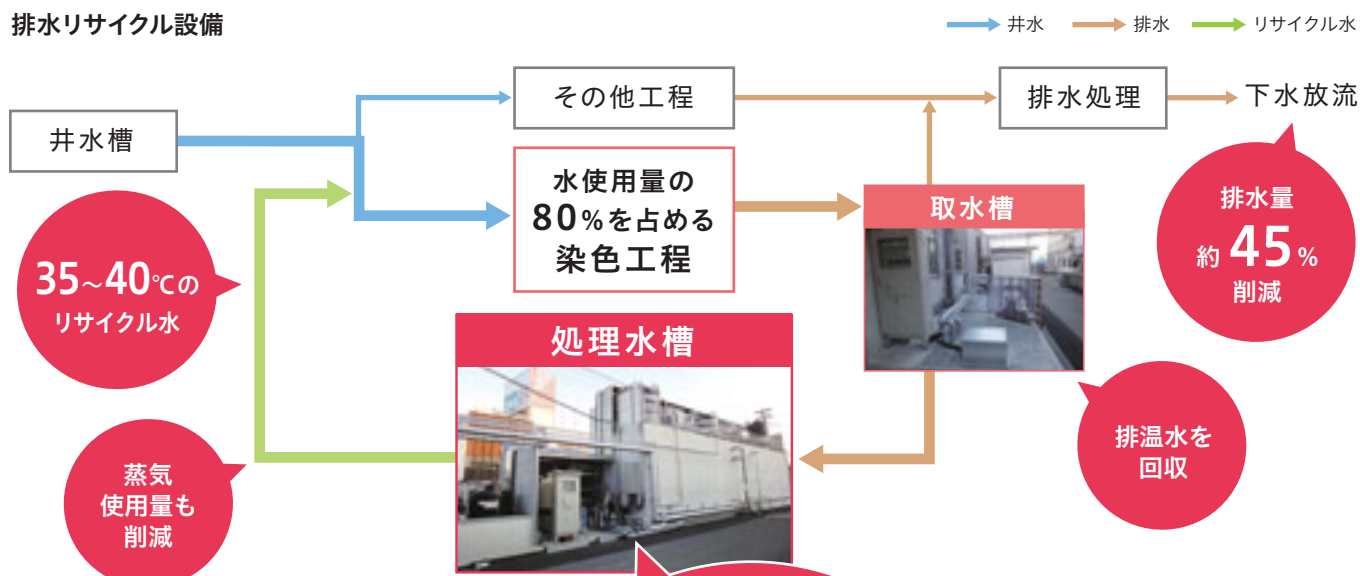 排水リサイクル設備
井水
排水
リサイクル水
井水槽
その他工程
排水処理
下水放流
水使用量の
80%を占める
染色工程
取水槽
排水量
約45%
削減
35～40℃の
リサイクル水
処理水槽
排温水を
回収
蒸気
使用量も
削減